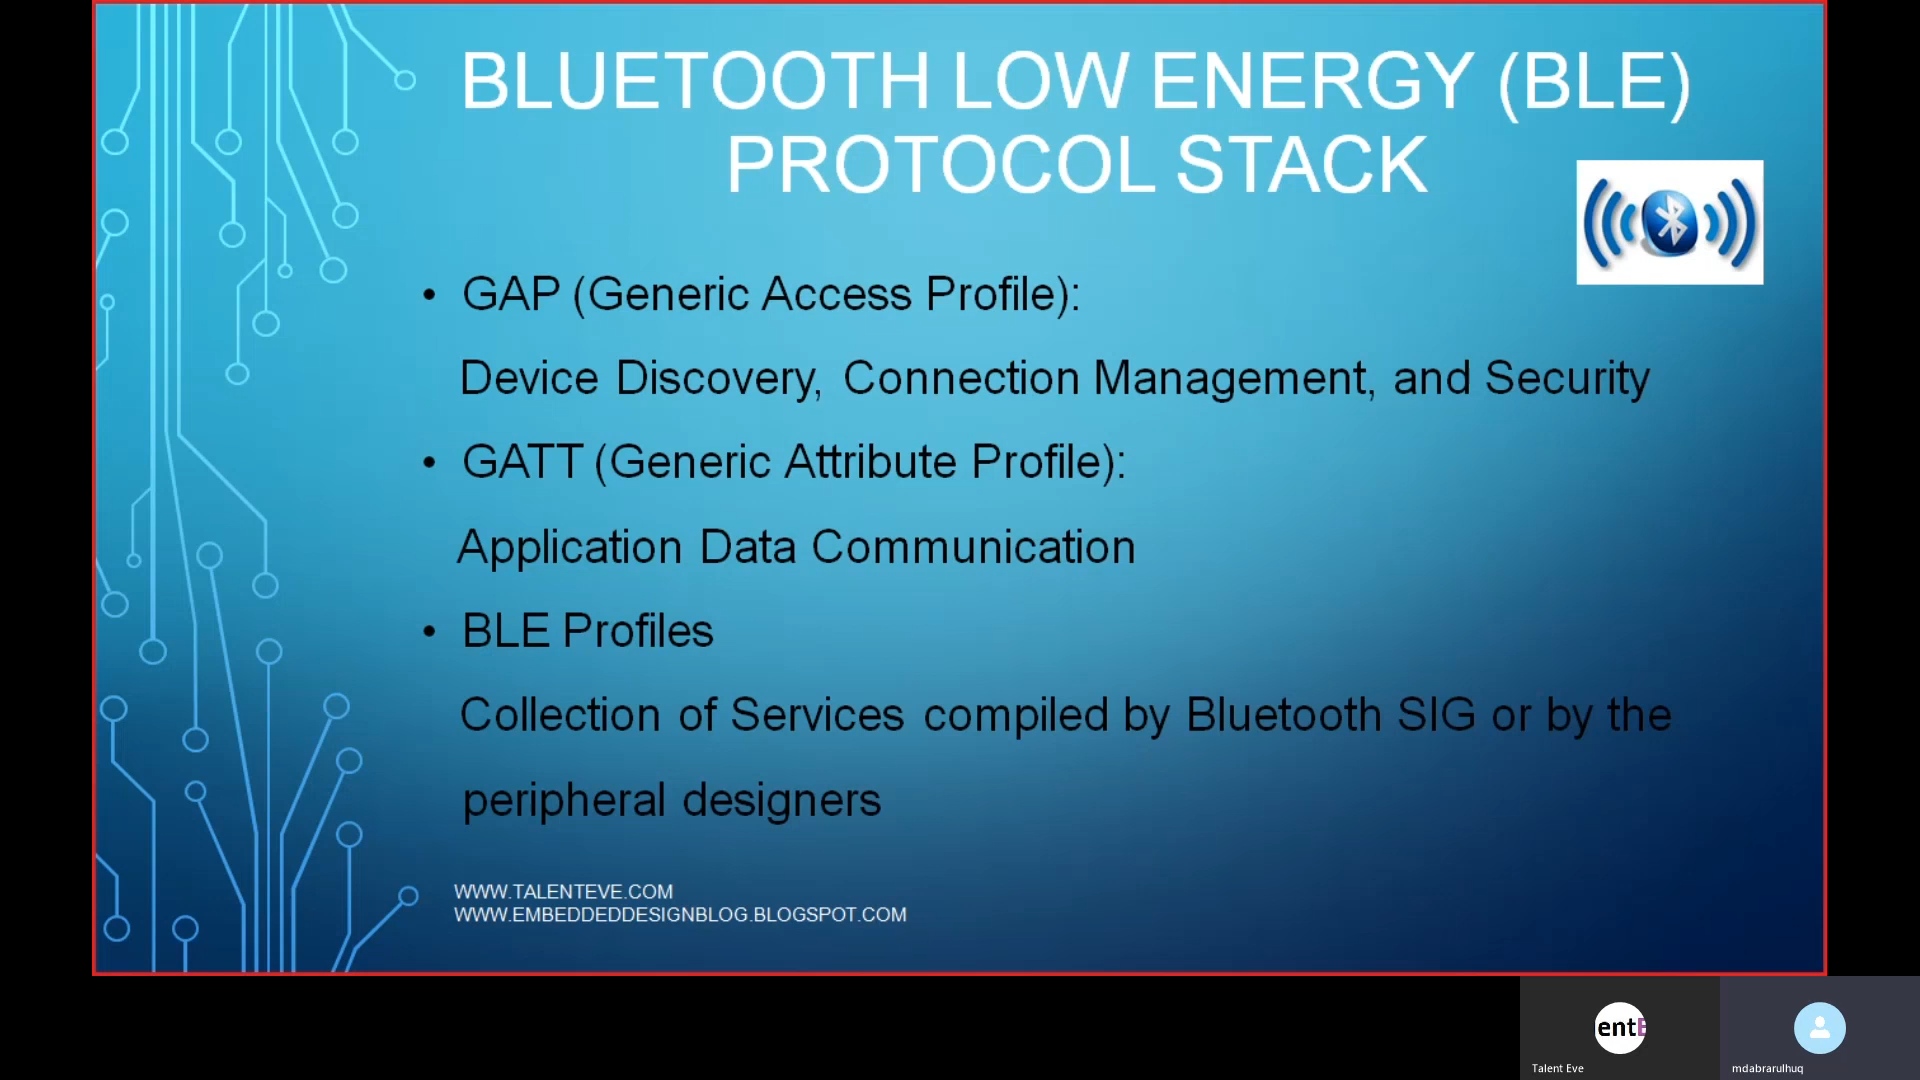 BLUETOOTH LOW ENERGY (BLE)
PROTOCOL STACK
• GAP (Generic Access Profile):
Device Discovery, Connection Management, and Security
• GATT (Generic Attribute Profile):
Application Data Communication
• BLE Profiles
Collection of Services compiled by Bluetooth SIG or by the
peripheral designers
WWW.TALENTEVE.COM
WWW.EMBEDDEDDESIGNBLOG.BLOGSPOT.COM
entE
Talent Eve
mdabrarulhuq